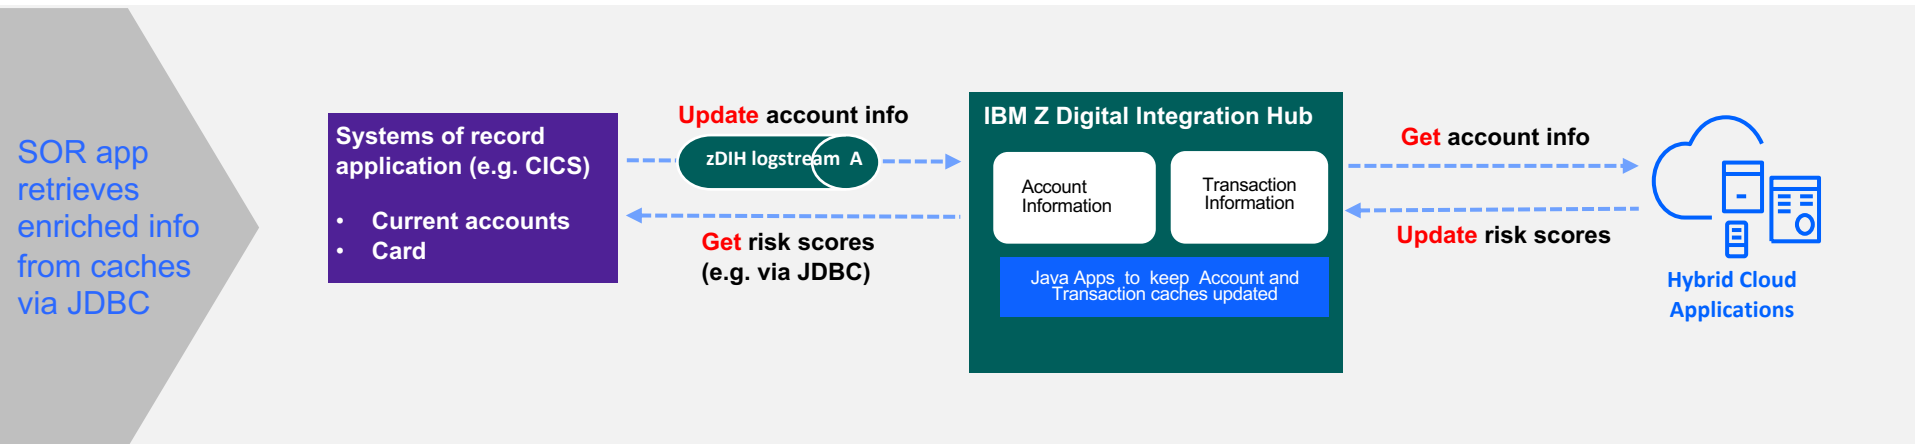 SOR app
retrieves
enriched info
from caches
via JDBC
Systems of record
application (e.g. CICS)
• Current accounts
• Card
Update account info
zDIH logstream A
Get risk scores
(e.g. via JDBC)
IBM Z Digital Integration Hub
Account
Information
Transaction
Information
Java Apps to keep Account and
Transaction caches updated
Get account info
Update risk scores
Hybrid Cloud
Applications